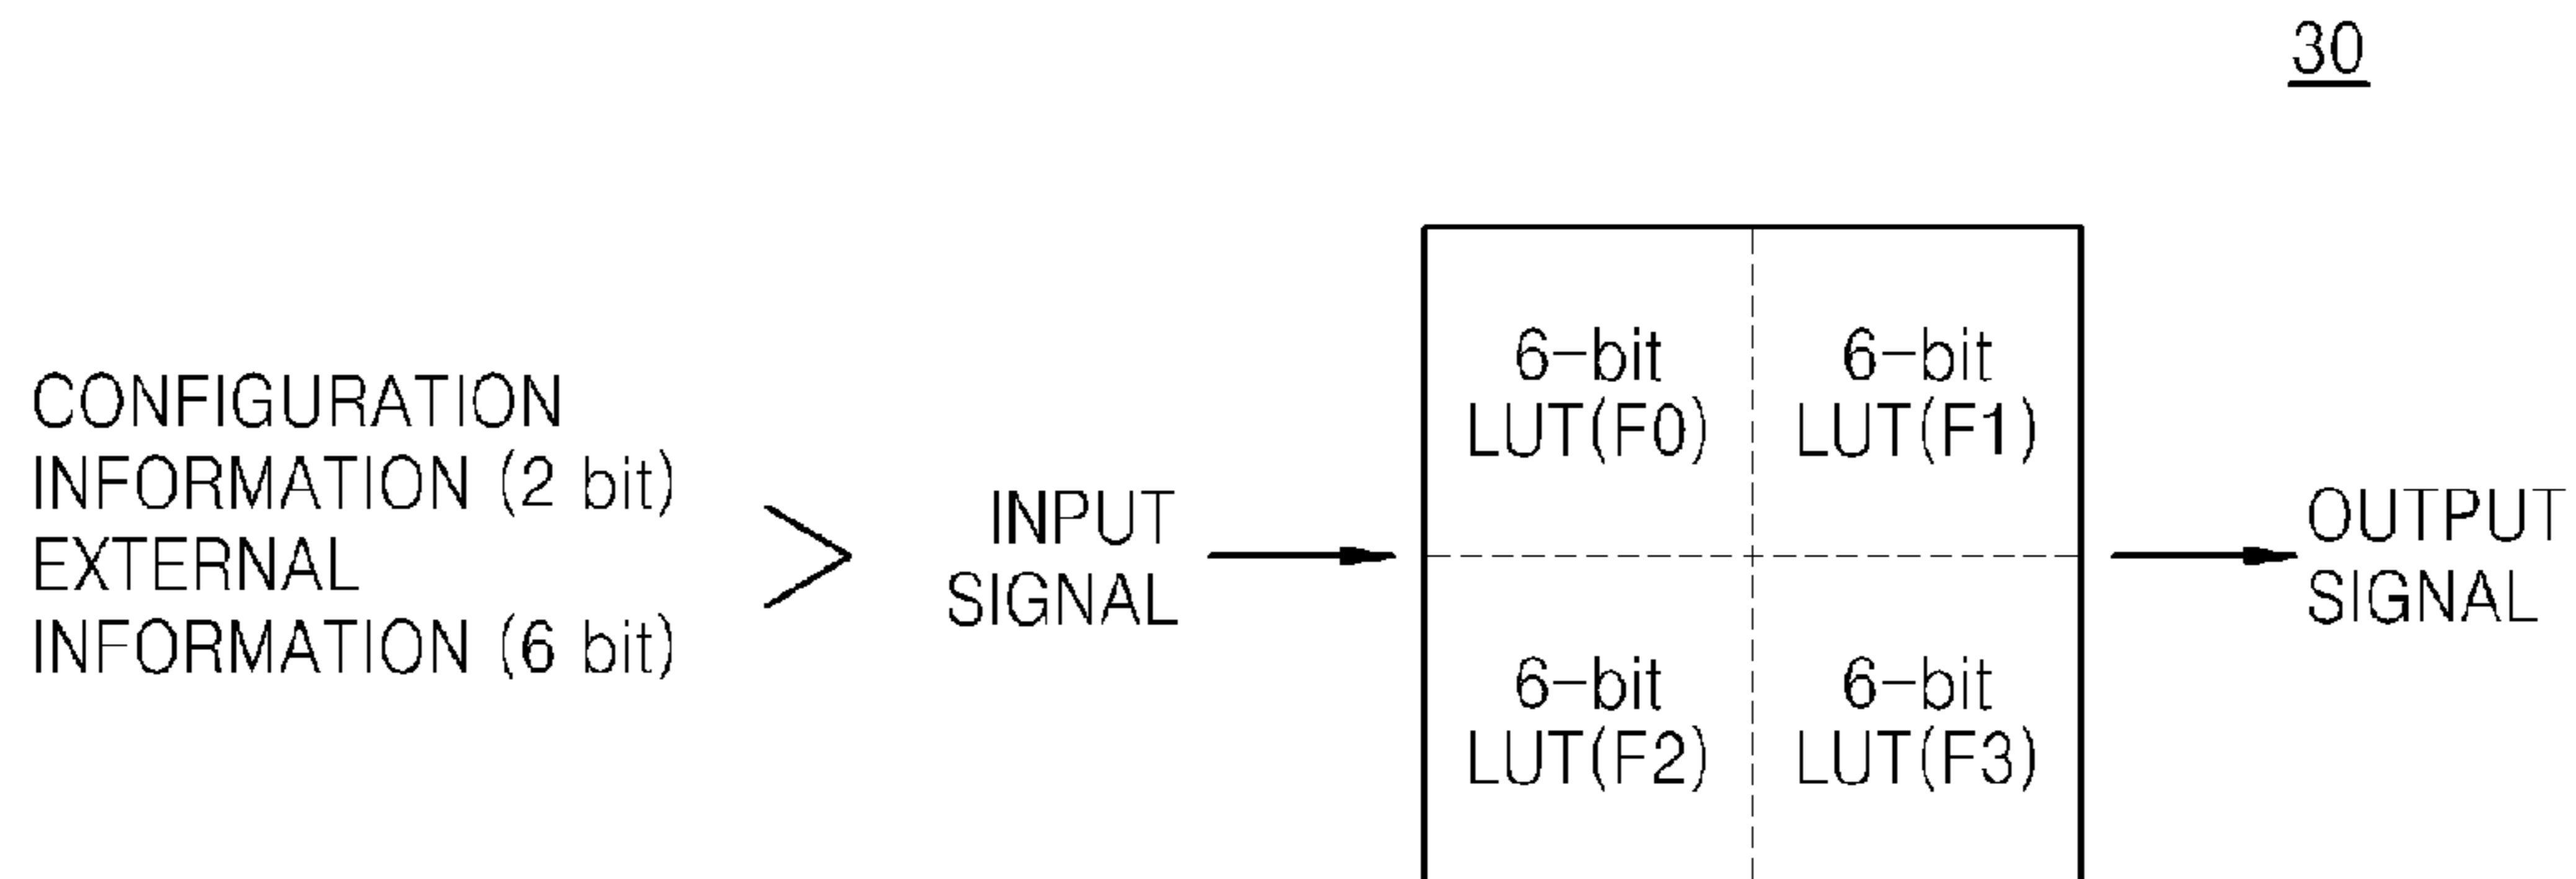 30
CONFIGURATION
INFORMATION (2 bit)
EXTERNAL
INFORMATION (6 bit)
INPUT
SIGNAL
6-bit
LUT(F0)
6-bit
LUT(F1)
6-bit
LUT(F2)
6-bit
LUT(F3)
OUTPUT
SIGNAL